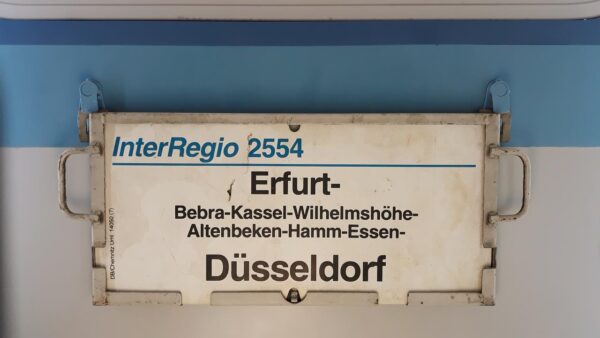 InterRegio 2554
Erfurt-
Bebra-Kassel-Wilhelmshöhe-
Altenbeken-Hamm-Essen-
Düsseldorf